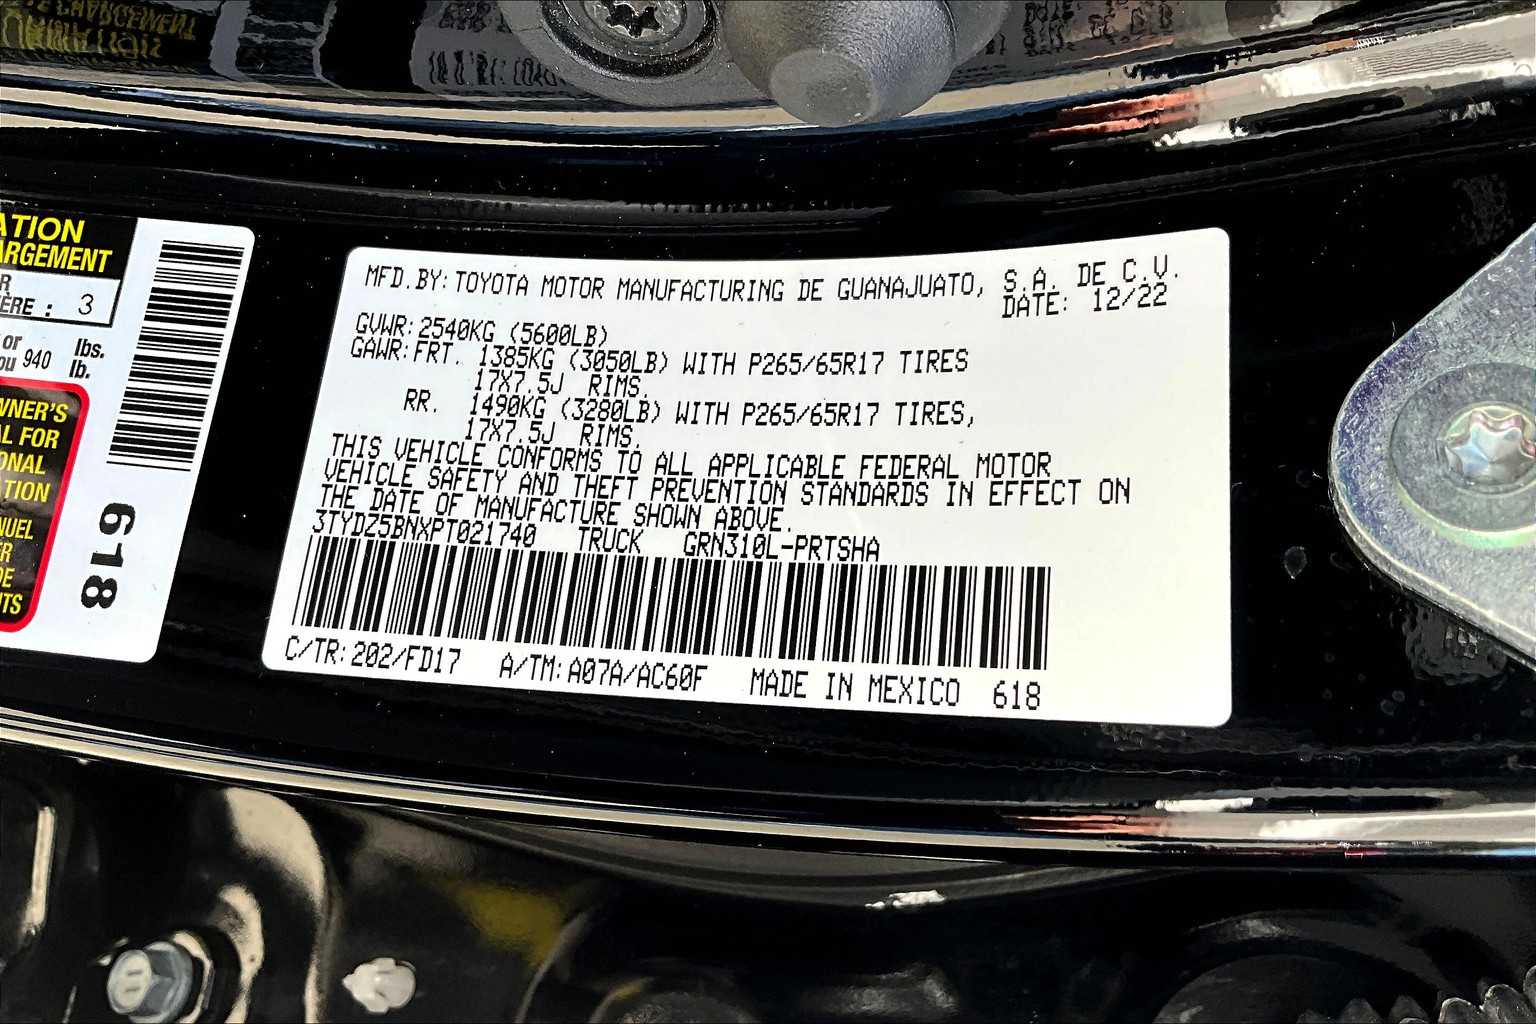 ATION
ARGEMENT
R
ÈRE : 3
or lbs.
ou 940 lb.
WNER'S
AL FOR
ONAL
ATION
NUEL
ER
DE
NTS
618
MFD.BY:TOYOTA MOTOR MANUFACTURING DE GUANAJUATO, S.A. DE C.V.
DATE: 12/22
GVWR:2540KG (5600LB)
GAWR:FRT. 1385KG (3050LB) WITH P265/65R17 TIRES
17X7.5J RIMS.
RR. 1490KG (3280LB) WITH P265/65R17 TIRES,
17X7.5J RIMS.
THIS VEHICLE CONFORMS TO ALL APPLICABLE FEDERAL MOTOR
VEHICLE SAFETY AND THEFT PREVENTION STANDARDS IN EFFECT ON
THE DATE OF MANUFACTURE SHOWN ABOVE.
3TYDZ5BNXPT021740 TRUCK GRN310L-PRTSHA
C/TR:202/FD17 A/TM:A07A/AC60F MADE IN MEXICO 618